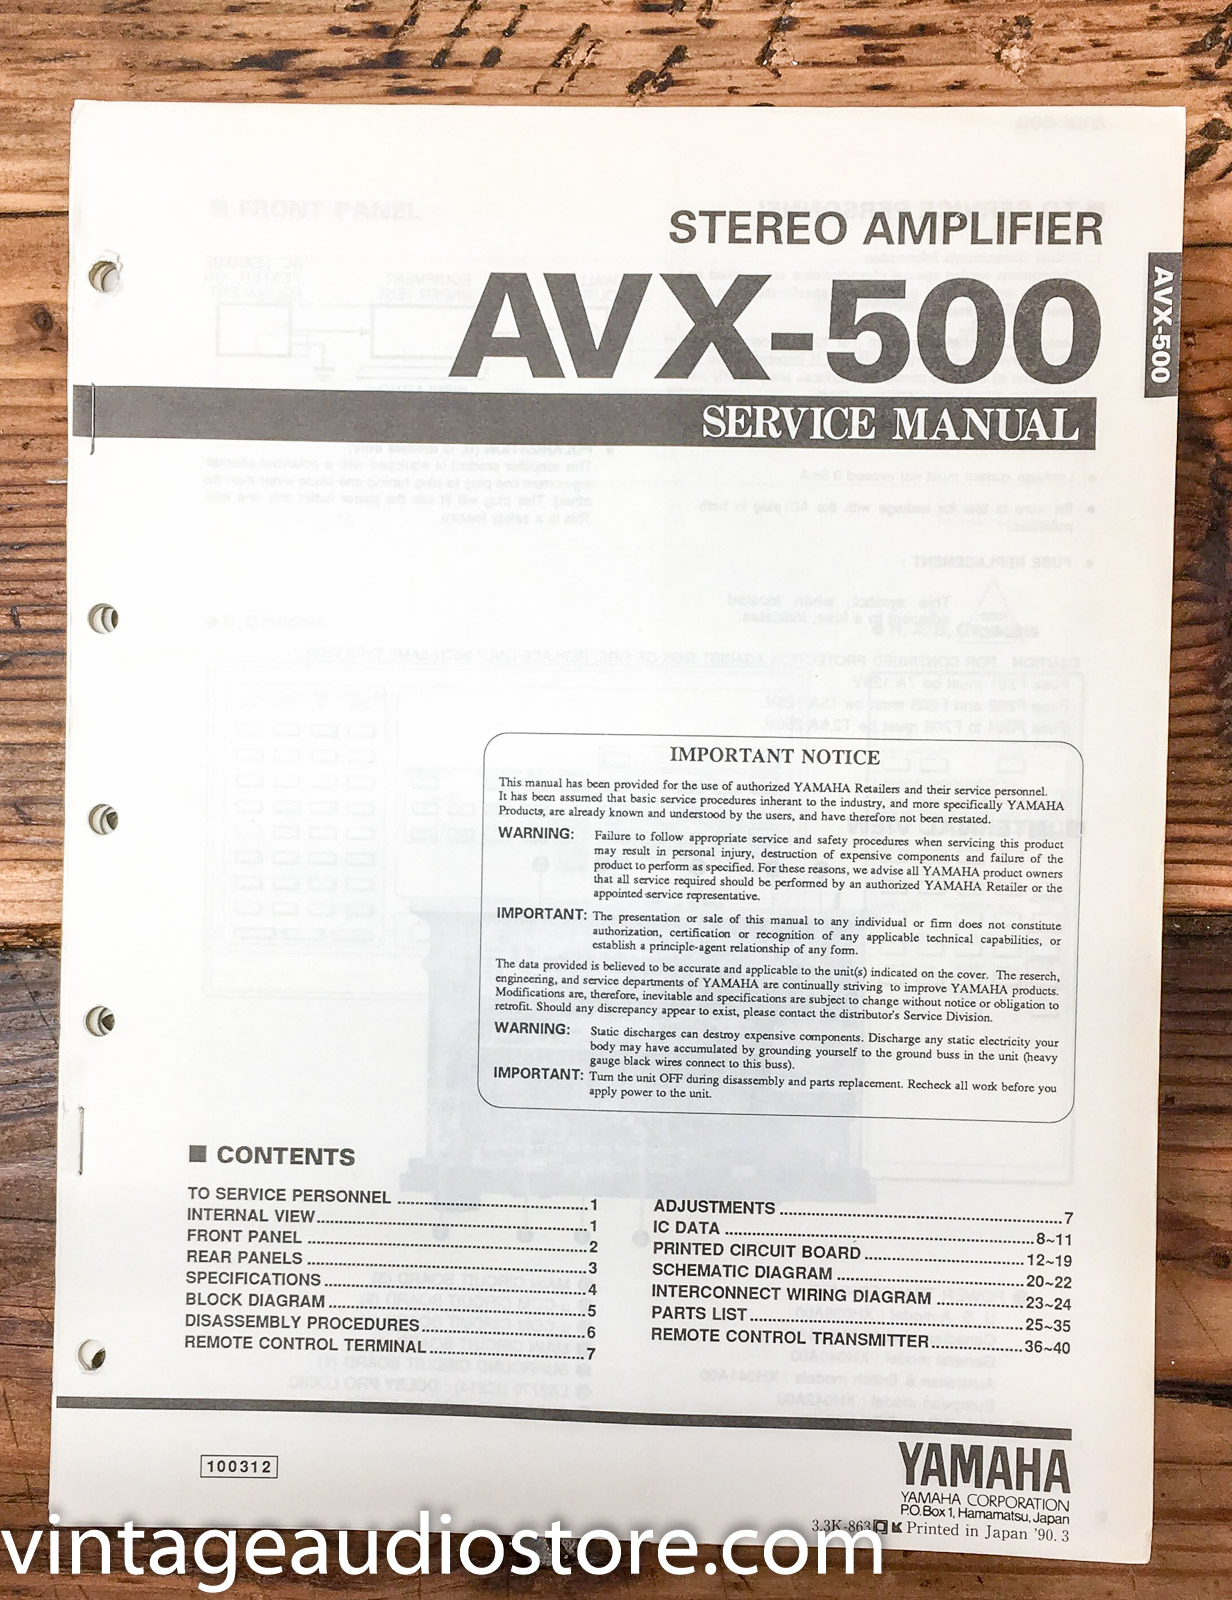 STEREO AMPLIFIER
AVX-500
AVX-500
SERVICE MANUAL
IMPORTANT NOTICE
This manual has been provided for the use of authorized YAMAHA Retailers and their service personnel.
It has been assumed that basic service procedures inherant to the industry, and more specifically YAMAHA
Products, are already known and understood by the users, and have therefore not been restated.
WARNING: Failure to follow appropriate service and safety procedures when servicing this product
may result in personal injury, destruction of expensive components and failure of the
product to perform as specified. For these reasons, we advise all YAMAHA product owners
that all service required should be performed by an authorized YAMAHA Retailer or the
appointed service representative.
IMPORTANT: The presentation or sale of this manual to any individual or firm does not constitute
authorization, certification or recognition of any applicable technical capabilities, or
establish a principle-agent relationship of any form.
The data provided is believed to be accurate and applicable to the unit(s) indicated on the cover. The reserch,
engineering, and service departments of YAMAHA are continually striving to improve YAMAHA products.
Modifications are, therefore, inevitable and specifications are subject to change without notice or obligation to
retrofit. Should any discrepancy appear to exist, please contact the distributor's Service Division.
WARNING: Static discharges can destroy expensive components. Discharge any static electricity your
body may have accumulated by grounding yourself to the ground buss in the unit (heavy
gauge black wires connect to this buss).
IMPORTANT: Turn the unit OFF during disassembly and parts replacement. Recheck all work before you
apply power to the unit.
■ CONTENTS
TO SERVICE PERSONNEL ........ 1
INTERNAL VIEW ........ 1
FRONT PANEL ........ 2
REAR PANELS ........ 3
SPECIFICATIONS ........ 4
BLOCK DIAGRAM ........ 5
DISASSEMBLY PROCEDURES ........ 6
REMOTE CONTROL TERMINAL ........ 7
ADJUSTMENTS ........ 7
IC DATA ........ 8~11
PRINTED CIRCUIT BOARD ........ 12~19
SCHEMATIC DIAGRAM ........ 20~22
INTERCONNECT WIRING DIAGRAM ........ 23~24
PARTS LIST ........ 25~35
REMOTE CONTROL TRANSMITTER ........ 36~40
100312
YAMAHA
YAMAHA CORPORATION
P.O.Box 1, Hamamatsu, Japan
3.3K-863 Printed in Japan '90. 3
vintageaudiostore.com